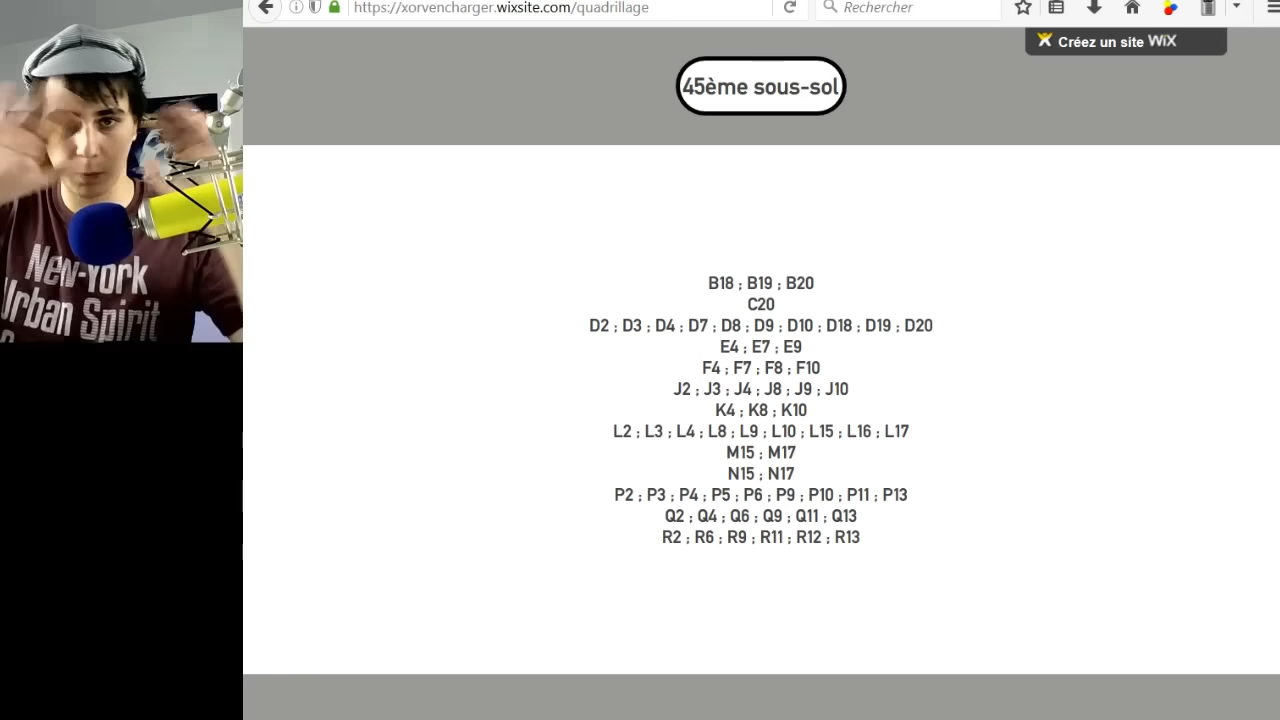 https://xorvencharger.wixsite.com/quadrillage
Rechercher
Créez un site WiX
45ème sous-sol
B18 ; B19 ; B20
C20
D2 ; D3 ; D4 ; D7 ; D8 ; D9 ; D10 ; D18 ; D19 ; D20
E4 ; E7 ; E9
F4 ; F7 ; F8 ; F10
J2 ; J3 ; J4 ; J8 ; J9 ; J10
K4 ; K8 ; K10
L2 ; L3 ; L4 ; L8 ; L9 ; L10 ; L15 ; L16 ; L17
M15 ; M17
N15 ; N17
P2 ; P3 ; P4 ; P5 ; P6 ; P9 ; P10 ; P11 ; P13
Q2 ; Q4 ; Q6 ; Q9 ; Q11 ; Q13
R2 ; R6 ; R9 ; R11 ; R12 ; R13
New-York
Urban Spirit